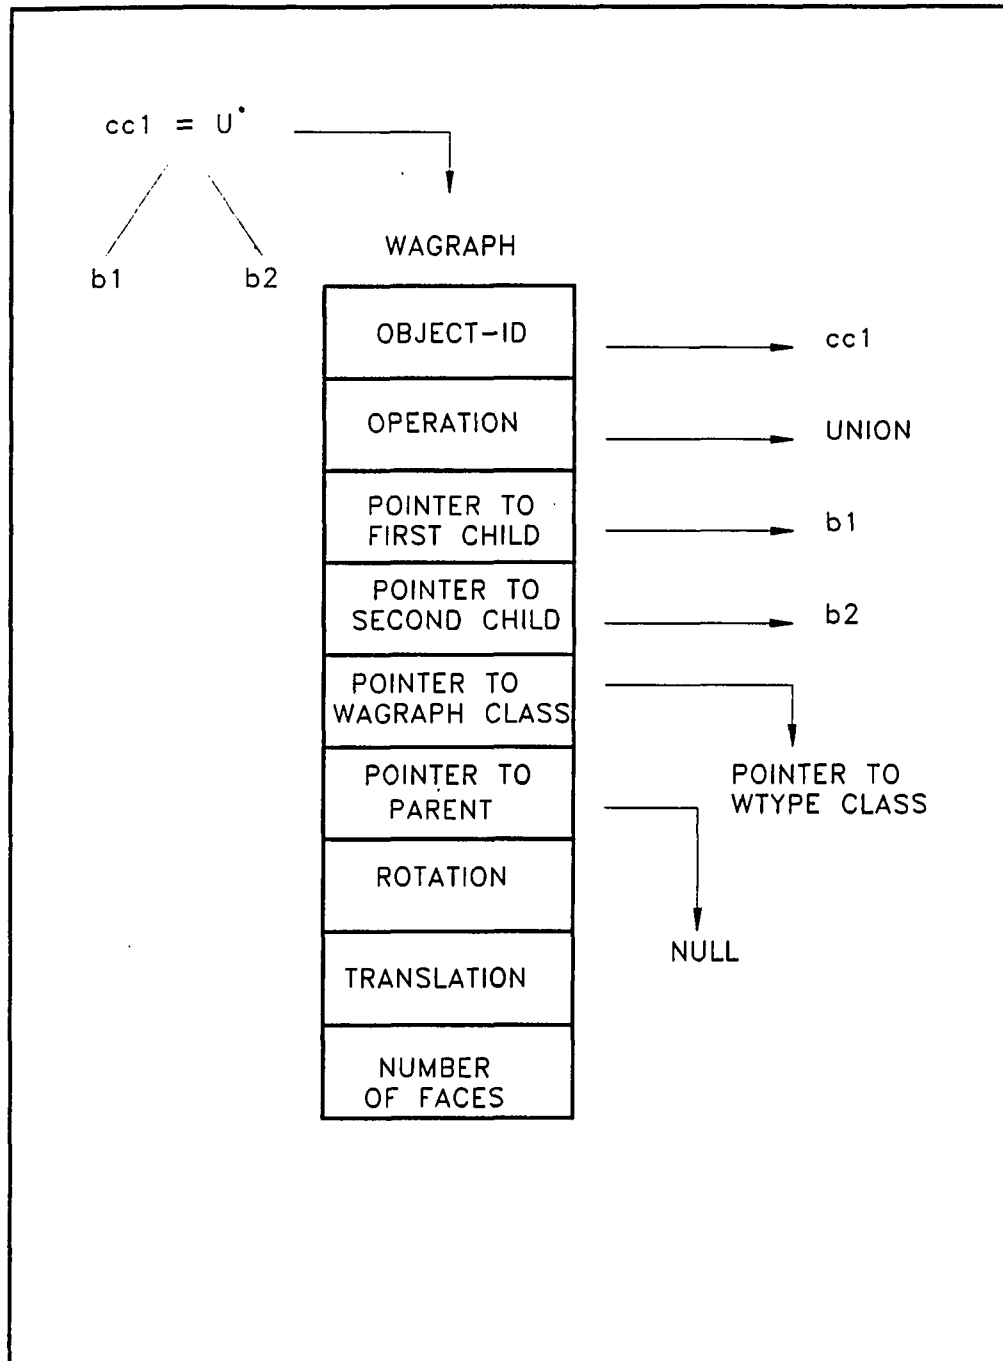 cc1 = U*
b1 b2
WAGRAPH
OBJECT-ID
cc1
OPERATION
UNION
POINTER TO
FIRST CHILD
b1
POINTER TO
SECOND CHILD
b2
POINTER TO
WAGRAPH CLASS
POINTER TO
WTYPE CLASS
POINTER TO
PARENT
NULL
ROTATION
TRANSLATION
NUMBER
OF FACES